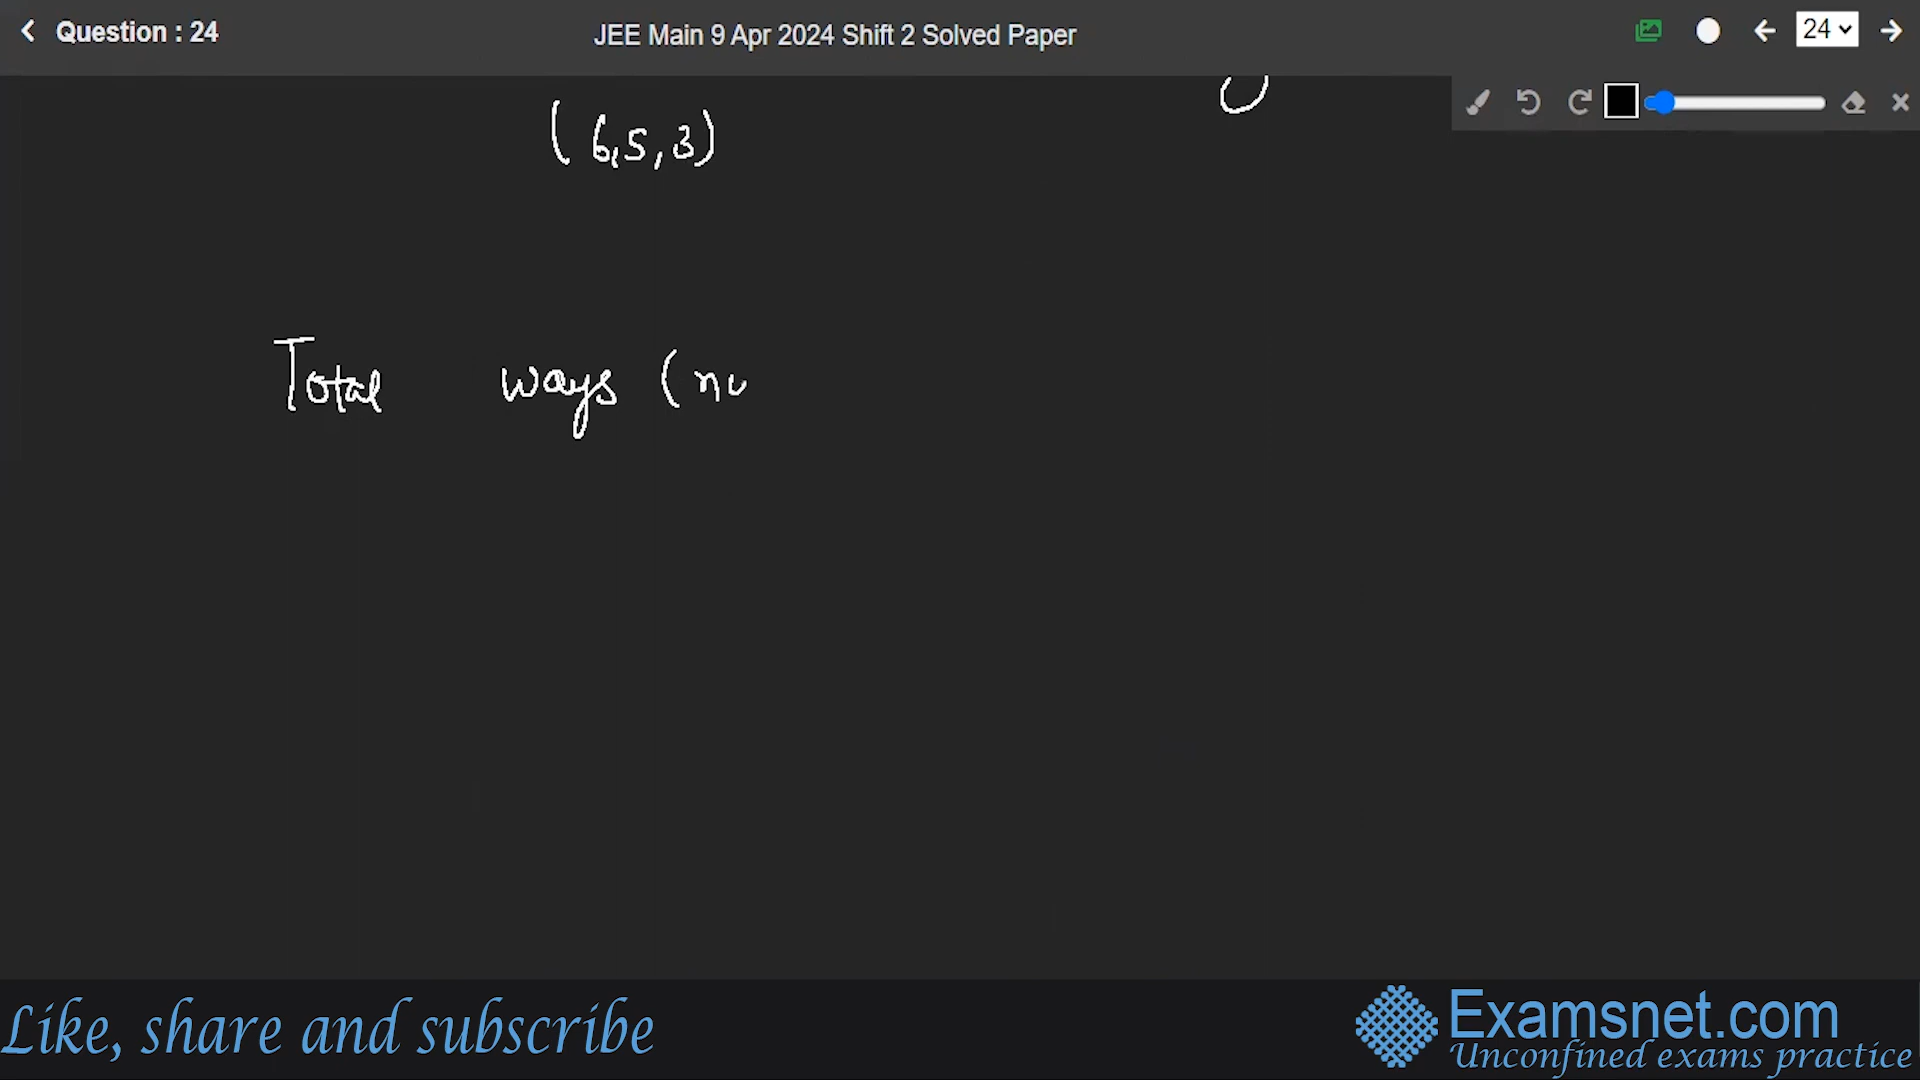 Question : 24
JEE Main 9 Apr 2024 Shift 2 Solved Paper
24
(6,5,3)
Total ways (no
Like, share and subscribe
Examsnet.com
Unconfined exams practice